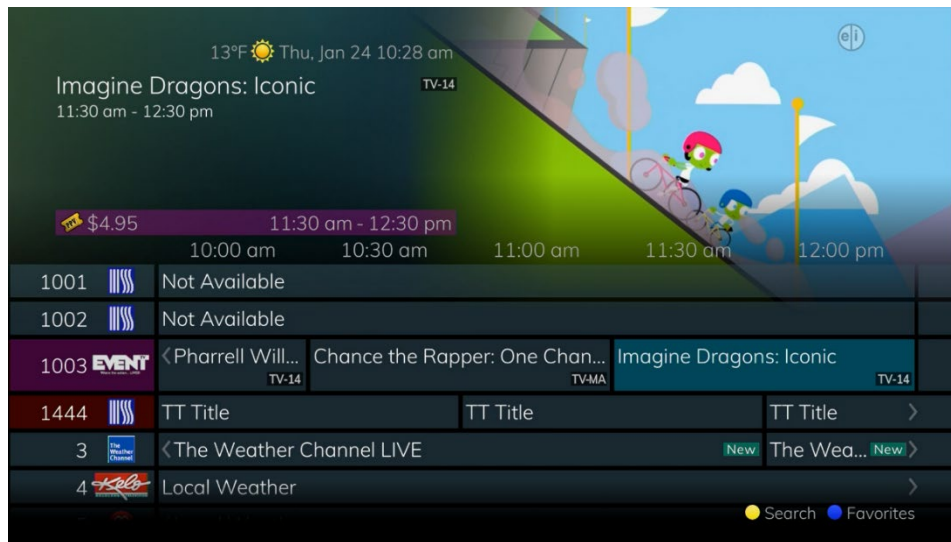 eli
13°F Thu, Jan 24 10:28 am
Imagine Dragons: Iconic TV-14
11:30 am - 12:30 pm
$4.95 11:30 am - 12:30 pm
10:00 am 10:30 am 11:00 am 11:30 am 12:00 pm
1001 Not Available
1002 Not Available
1003 EVENT Pharrell Will... TV-14 Chance the Rapper: One Chan... TV-MA Imagine Dragons: Iconic TV-14
1444 TT Title TT Title TT Title
3 The Weather Channel The Weather Channel LIVE New The Wea... New
4 Kelo Local Weather
Search Favorites